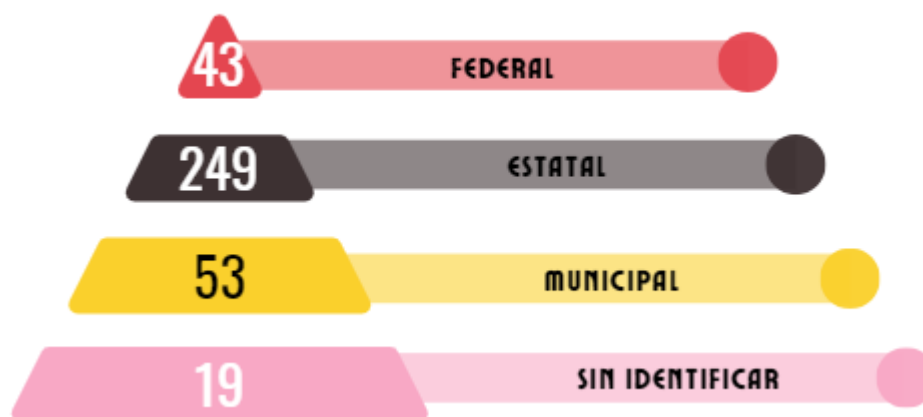 43 FEDERAL
249 ESTATAL
53 MUNICIPAL
19 SIN IDENTIFICAR